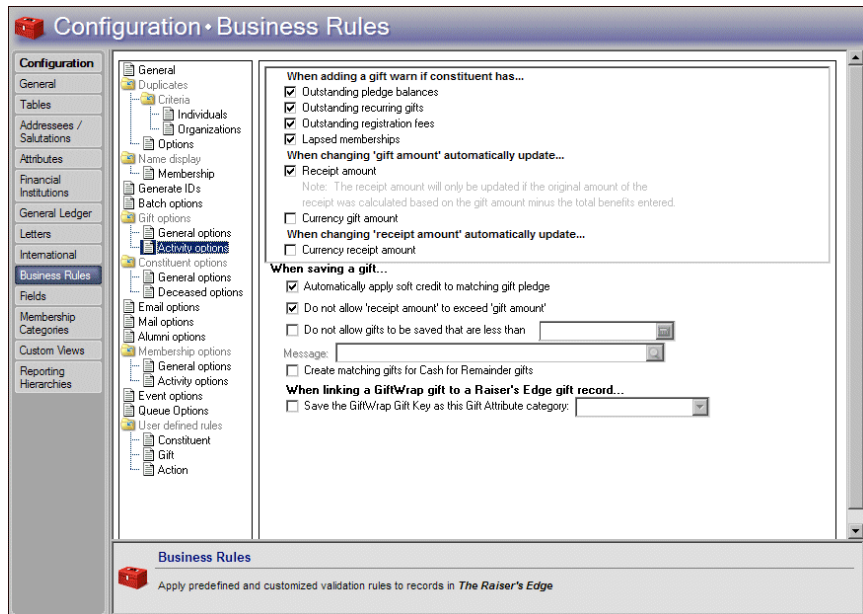 Configuration • Business Rules
Configuration
General
Tables
Addressees /
Salutations
Attributes
Financial
Institutions
General Ledger
Letters
International
Business Rules
Fields
Membership
Categories
Custom Views
Reporting
Hierarchies
General
Duplicates
Criteria
Individuals
Organizations
Options
Name display
Membership
Generate IDs
Batch options
Gift options
General options
Activity options
Constituent options
General options
Deceased options
Email options
Mail options
Alumni options
Membership options
General options
Activity options
Event options
Queue Options
User defined rules
Constituent
Gift
Action
When adding a gift warn if constituent has...
Outstanding pledge balances
Outstanding recurring gifts
Outstanding registration fees
Lapsed memberships
When changing 'gift amount' automatically update...
Receipt amount
Note: The receipt amount will only be updated if the original amount of the
receipt was calculated based on the gift amount minus the total benefits entered.
Currency gift amount
When changing 'receipt amount' automatically update...
Currency receipt amount
When saving a gift...
Automatically apply soft credit to matching gift pledge
Do not allow 'receipt amount' to exceed 'gift amount'
Do not allow gifts to be saved that are less than
Message:
Create matching gifts for Cash for Remainder gifts
When linking a GiftWrap gift to a Raiser's Edge gift record...
Save the GiftWrap Gift Key as this Gift Attribute category:
Business Rules
Apply predefined and customized validation rules to records in The Raiser's Edge